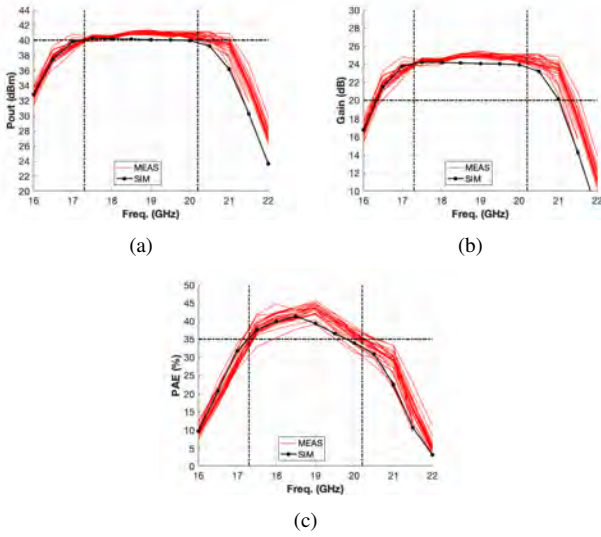 44
42
40
38
36
34
32
30
28
26
24
22
20
Pout (dBm)
MEAS
SIM
16 17 18 19 20 21 22
Freq. (GHz)
(a)
30
28
26
24
22
20
18
16
14
12
10
Gain (dB)
MEAS
SIM
16 17 18 19 20 21 22
Freq. (GHz)
(b)
50
45
40
35
30
25
20
15
10
5
0
PAE (%)
MEAS
SIM
16 17 18 19 20 21 22
Freq. (GHz)
(c)